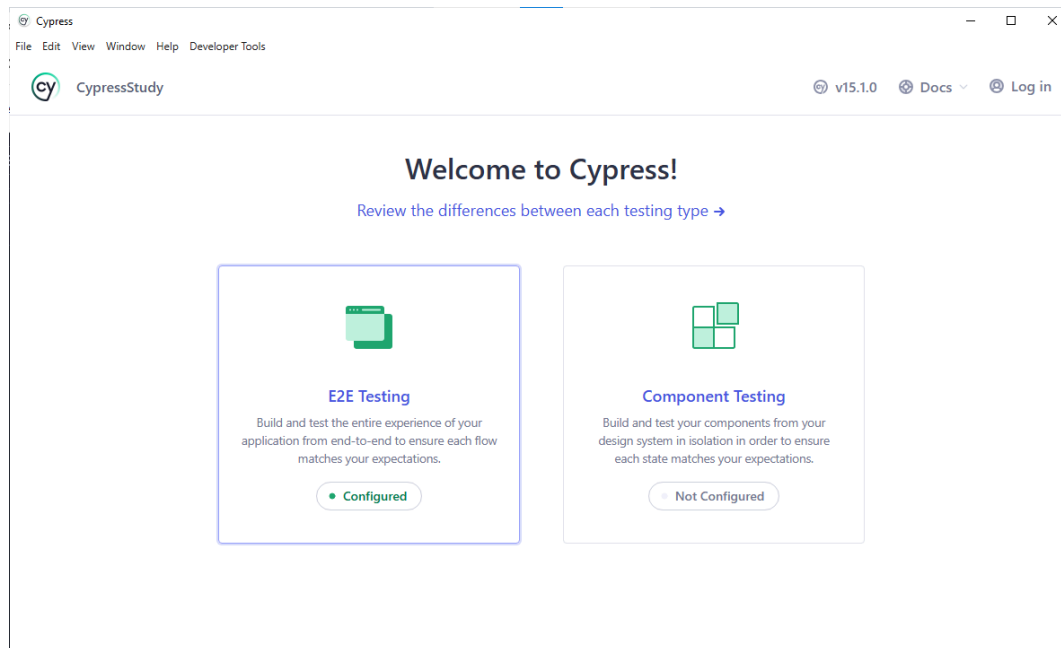 Cypress
File Edit View Window Help Developer Tools
cy CypressStudy v15.1.0 Docs Log in
Welcome to Cypress!
Review the differences between each testing type →
E2E Testing
Build and test the entire experience of your
application from end-to-end to ensure each flow
matches your expectations.
Configured
Component Testing
Build and test your components from your
design system in isolation in order to ensure
each state matches your expectations.
Not Configured